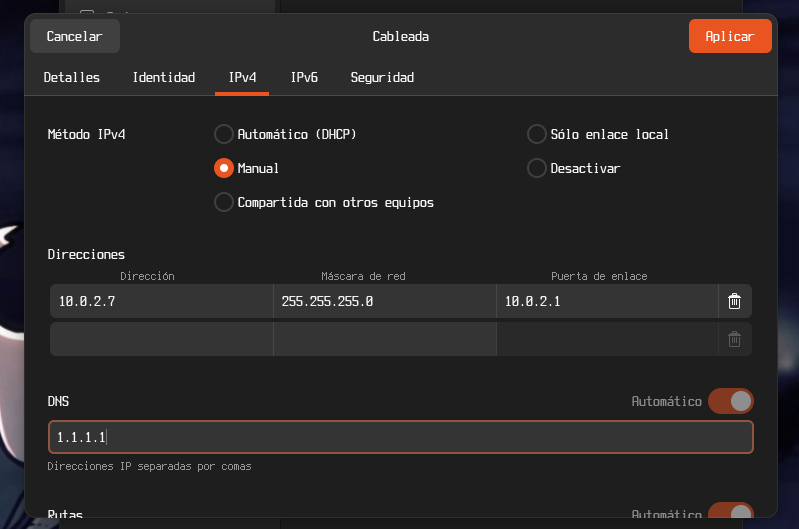 Cancelar Cableada Aplicar
Detalles Identidad IPv4 IPv6 Seguridad
Método IPv4 Automático (DHCP) Sólo enlace local
Manual Desactivar
Compartida con otros equipos
Direcciones
Dirección Máscara de red Puerta de enlace
10.0.2.7 255.255.255.0 10.0.2.1
DNS Automático
1.1.1.1
Direcciones IP separadas por comas
Rutas Automático